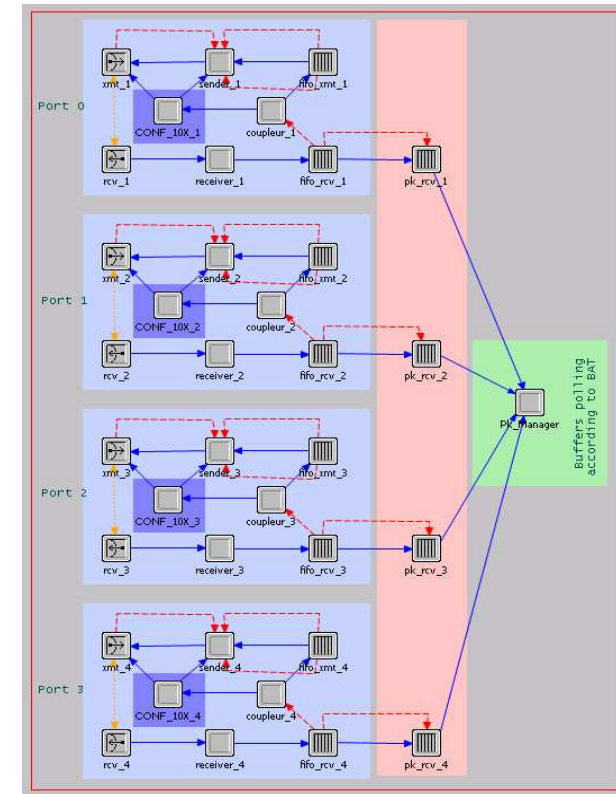 xmt_1
sender_1
fifo_xmt_1
Port 0
CONF_10X_1
coupleur_1
rcv_1
receiver_1
fifo_rcv_1
pk_rcv_1
xmt_2
sender_2
fifo_xmt_2
Port 1
CONF_10X_2
coupleur_2
rcv_2
receiver_2
fifo_rcv_2
pk_rcv_2
Pk_Manager
Buffers polling
according to BAT
xmt_3
sender_3
fifo_xmt_3
Port 2
CONF_10X_3
coupleur_3
rcv_3
receiver_3
fifo_rcv_3
pk_rcv_3
xmt_4
sender_4
fifo_xmt_4
Port 3
CONF_10X_4
coupleur_4
rcv_4
receiver_4
fifo_rcv_4
pk_rcv_4